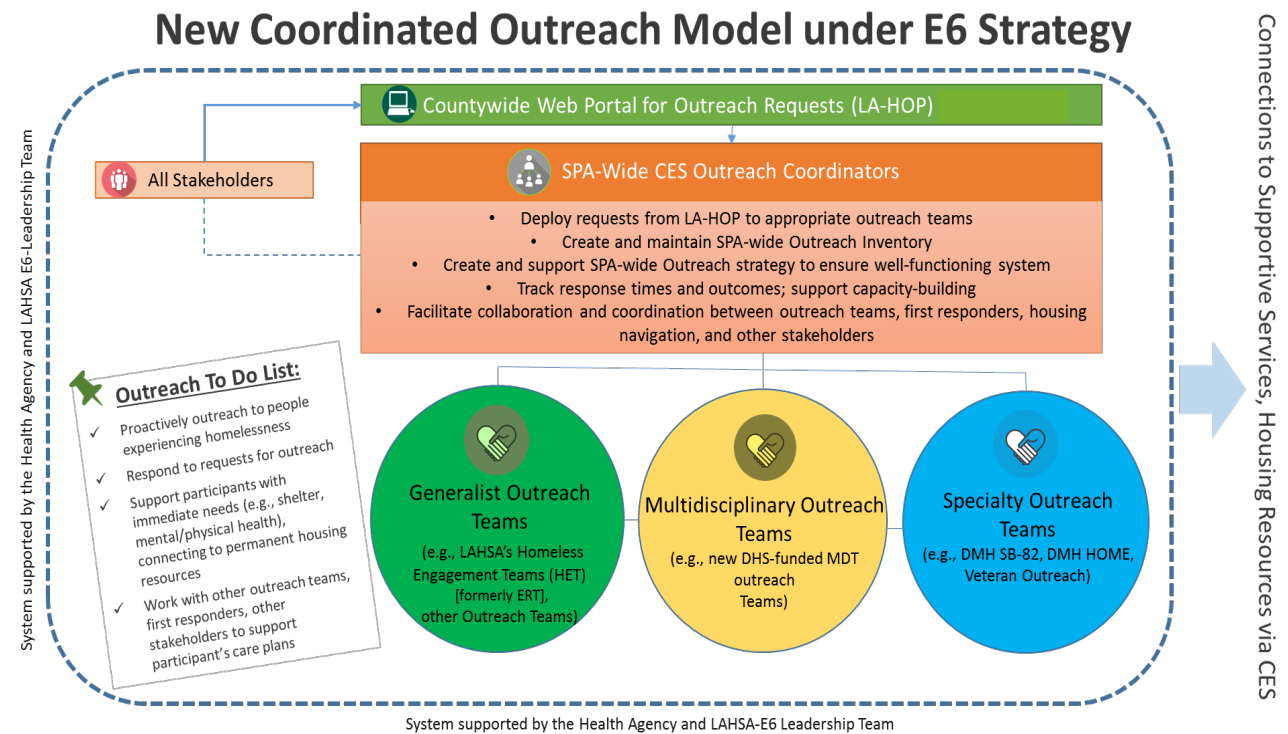 New Coordinated Outreach Model under E6 Strategy
Countywide Web Portal for Outreach Requests (LA-HOP)
All Stakeholders
SPA-Wide CES Outreach Coordinators
• Deploy requests from LA-HOP to appropriate outreach teams
• Create and maintain SPA-wide Outreach Inventory
• Create and support SPA-wide Outreach strategy to ensure well-functioning system
• Track response times and outcomes; support capacity-building
• Facilitate collaboration and coordination between outreach teams, first responders, housing
navigation, and other stakeholders
System supported by the Health Agency and LAHSA E6-Leadership Team
Outreach To Do List:
✓ Proactively outreach to people
experiencing homelessness
✓ Respond to requests for outreach
✓ Support participants with
immediate needs (e.g., shelter,
mental/physical health),
connecting to permanent housing
resources
✓ Work with other outreach teams,
first responders, other
stakeholders to support
participant's care plans
Generalist Outreach
Teams
(e.g., LAHSA's Homeless
Engagement Teams (HET)
[formerly ERT],
other Outreach Teams)
Multidisciplinary Outreach
Teams
(e.g., new DHS-funded MDT
outreach
Teams)
Specialty Outreach
Teams
(e.g., DMH SB-82, DMH HOME,
Veteran Outreach)
Connections to Supportive Services, Housing Resources via CES
System supported by the Health Agency and LAHSA-E6 Leadership Team